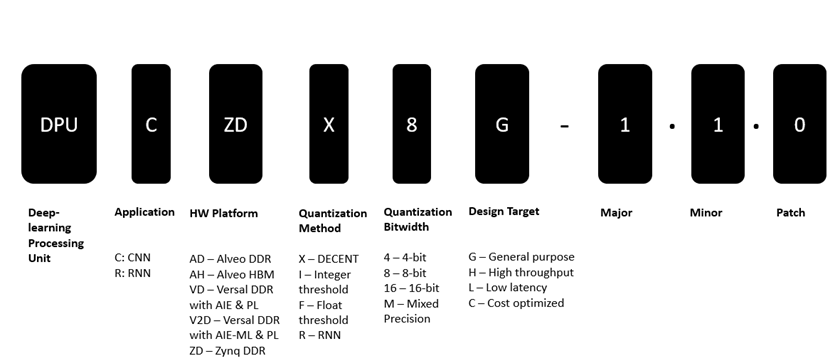 DPU C ZD X 8 G - 1 . 1 . 0
Deep-
learning
Processing
Unit
Application
C: CNN
R: RNN
HW Platform
AD – Alveo DDR
AH – Alveo HBM
VD – Versal DDR
with AIE & PL
V2D – Versal DDR
with AIE-ML & PL
ZD – Zynq DDR
Quantization
Method
X – DECENT
I – Integer
threshold
F – Float
threshold
R – RNN
Quantization
Bitwidth
4 – 4-bit
8 – 8-bit
16 – 16-bit
M – Mixed
Precision
Design Target
G – General purpose
H – High throughput
L – Low latency
C – Cost optimized
Major
Minor
Patch